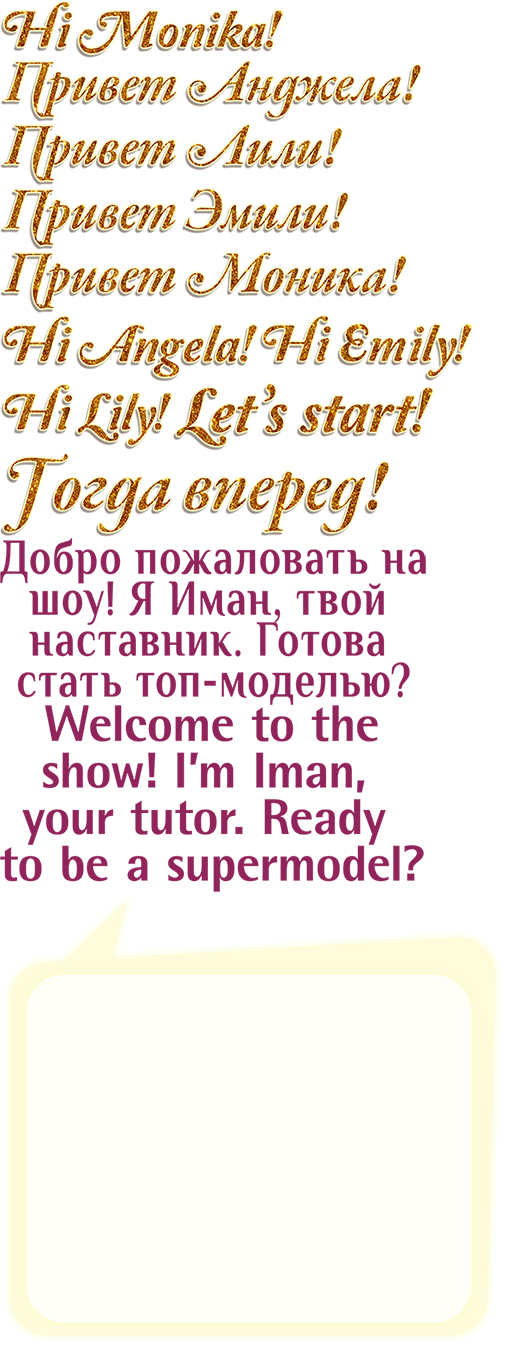 Hi Monika!
Привет Анджела!
Привет Лили!
Привет Эмили!
Привет Моника!
Hi Angela! Hi Emily!
Hi Lily! Let's start!
Тогда вперед!
Добро пожаловать на
шоу! Я Иман, твой
наставник. Готова
стать топ-моделью?
Welcome to the
show! I'm Iman,
your tutor. Ready
to be a supermodel?